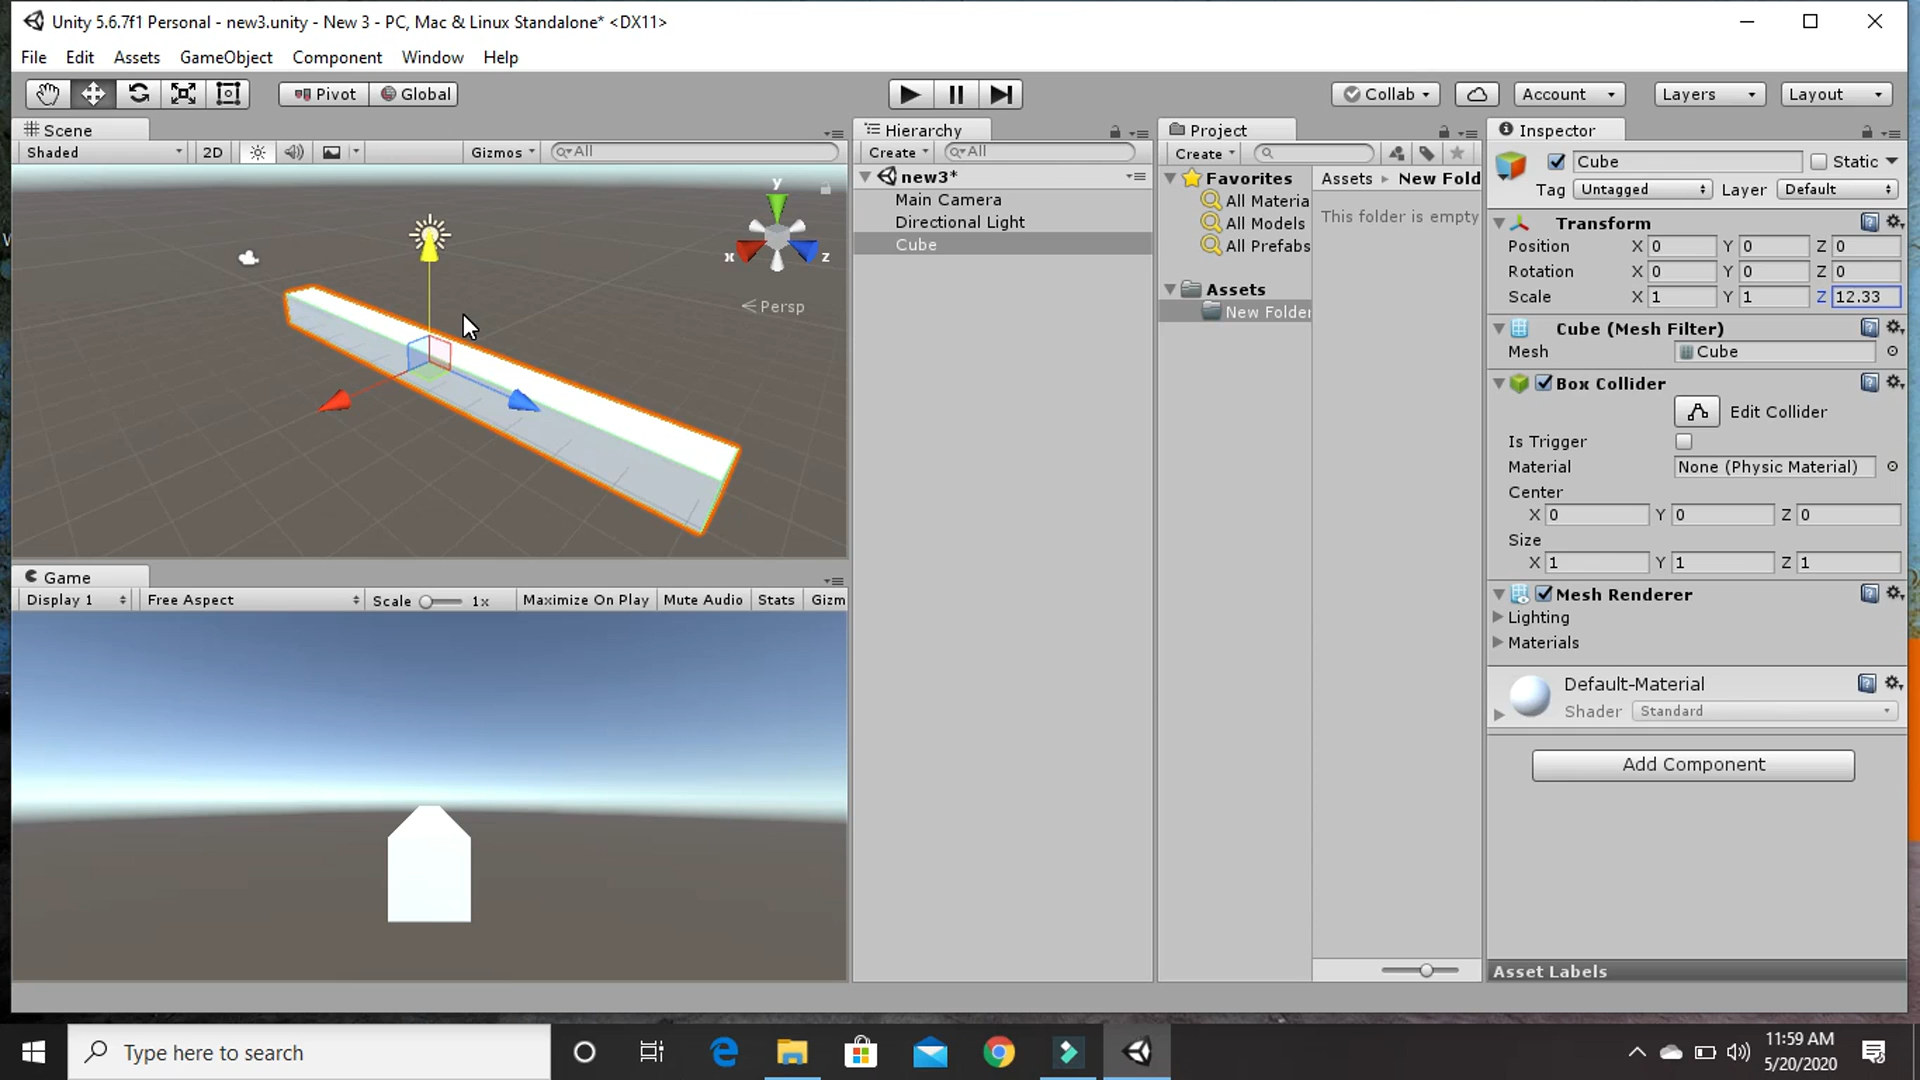 Unity 5.6.7f1 Personal - new3.unity - New 3 - PC, Mac & Linux Standalone* <DX11>
File Edit Assets GameObject Component Window Help
Pivot Global Collab Account Layers Layout
Scene
Shaded 2D Gizmos All
y
x
z
Persp
Game
Display 1 Free Aspect Scale 1x Maximize On Play Mute Audio Stats Gizm
Hierarchy
Create All
new3*
Main Camera
Directional Light
Cube
Project
Create
Favorites
All Materia
All Models
All Prefabs
Assets
New Folder
Assets New Fold
This folder is empty
Inspector
Cube Static
Tag Untagged Layer Default
Transform
Position X 0 Y 0 Z 0
Rotation X 0 Y 0 Z 0
Scale X 1 Y 1 Z 12.33
Cube (Mesh Filter)
Mesh Cube
Box Collider
Edit Collider
Is Trigger
Material None (Physic Material)
Center
X 0 Y 0 Z 0
Size
X 1 Y 1 Z 1
Mesh Renderer
Lighting
Materials
Default-Material
Shader Standard
Add Component
Asset Labels
Type here to search
11:59 AM
5/20/2020